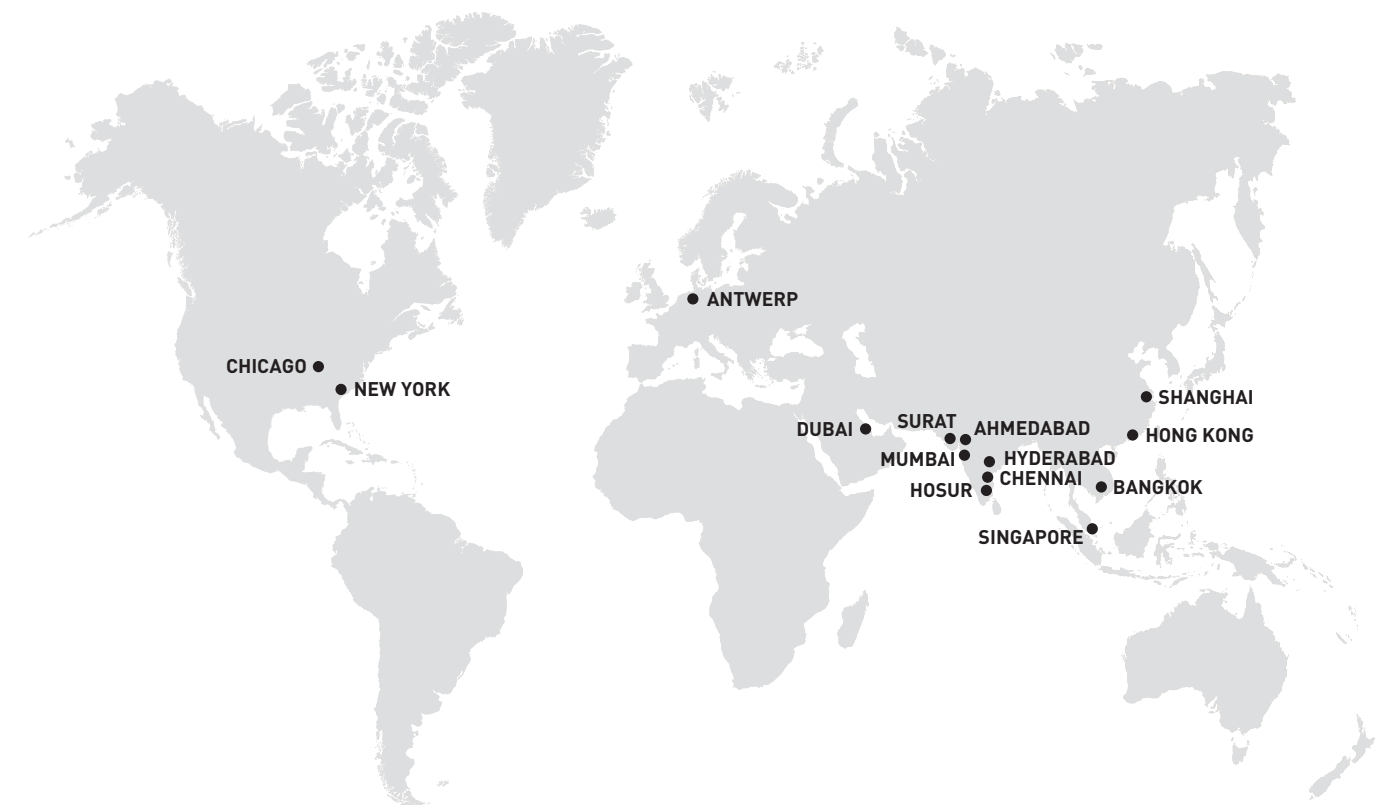 ANTWERP
CHICAGO
NEW YORK
SHANGHAI
SURAT
DUBAI
AHMEDABAD
HONG KONG
MUMBAI
HYDERABAD
CHENNAI
HOSUR
BANGKOK
SINGAPORE